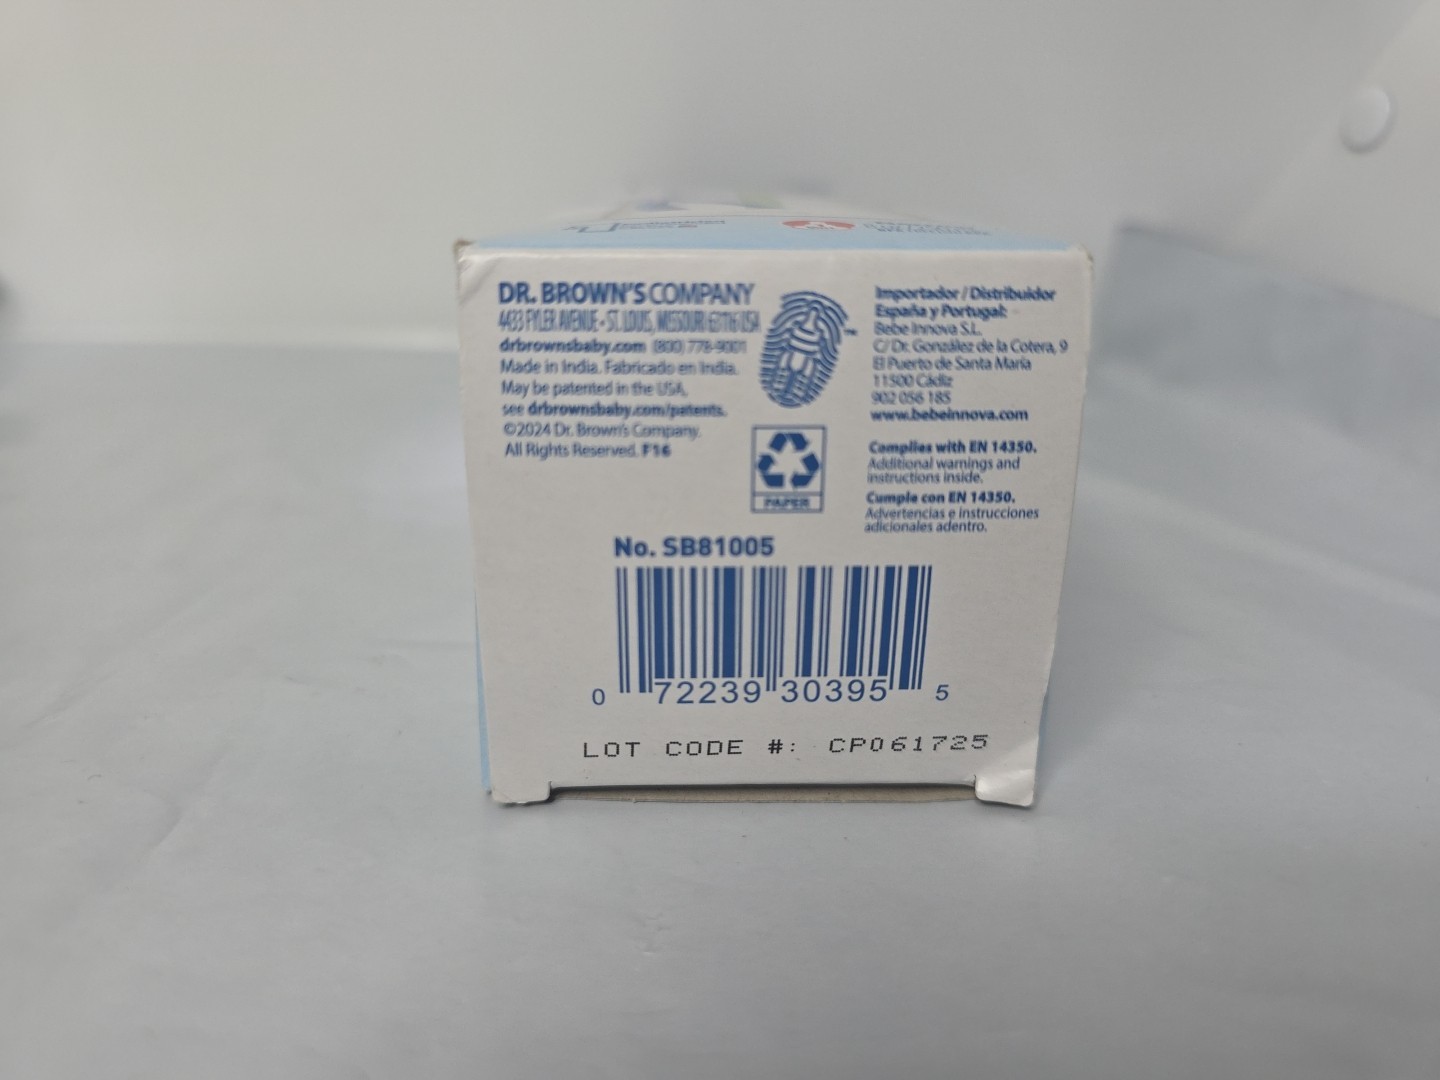 DR. BROWN'S COMPANY
4433 FYLER AVENUE • ST. LOUIS, MISSOURI 63116 USA
drbrownsbaby.com (800) 778-9001
Made in India. Fabricado en India.
May be patented in the USA,
see drbrownsbaby.com/patents.
©2024 Dr. Brown's Company.
All Rights Reserved. F16
TM
PAPER
Importador / Distribuidor
España y Portugal:
Bebe Innova S.L.
C/ Dr. González de la Cotera, 9
El Puerto de Santa María
11500 Cádiz
902 056 185
www.bebeinnova.com
Complies with EN 14350.
Additional warnings and
instructions inside.
Cumple con EN 14350.
Advertencias e instrucciones
adicionales adentro.
No. SB81005
0 72239 30395 5
LOT CODE #: CP061725